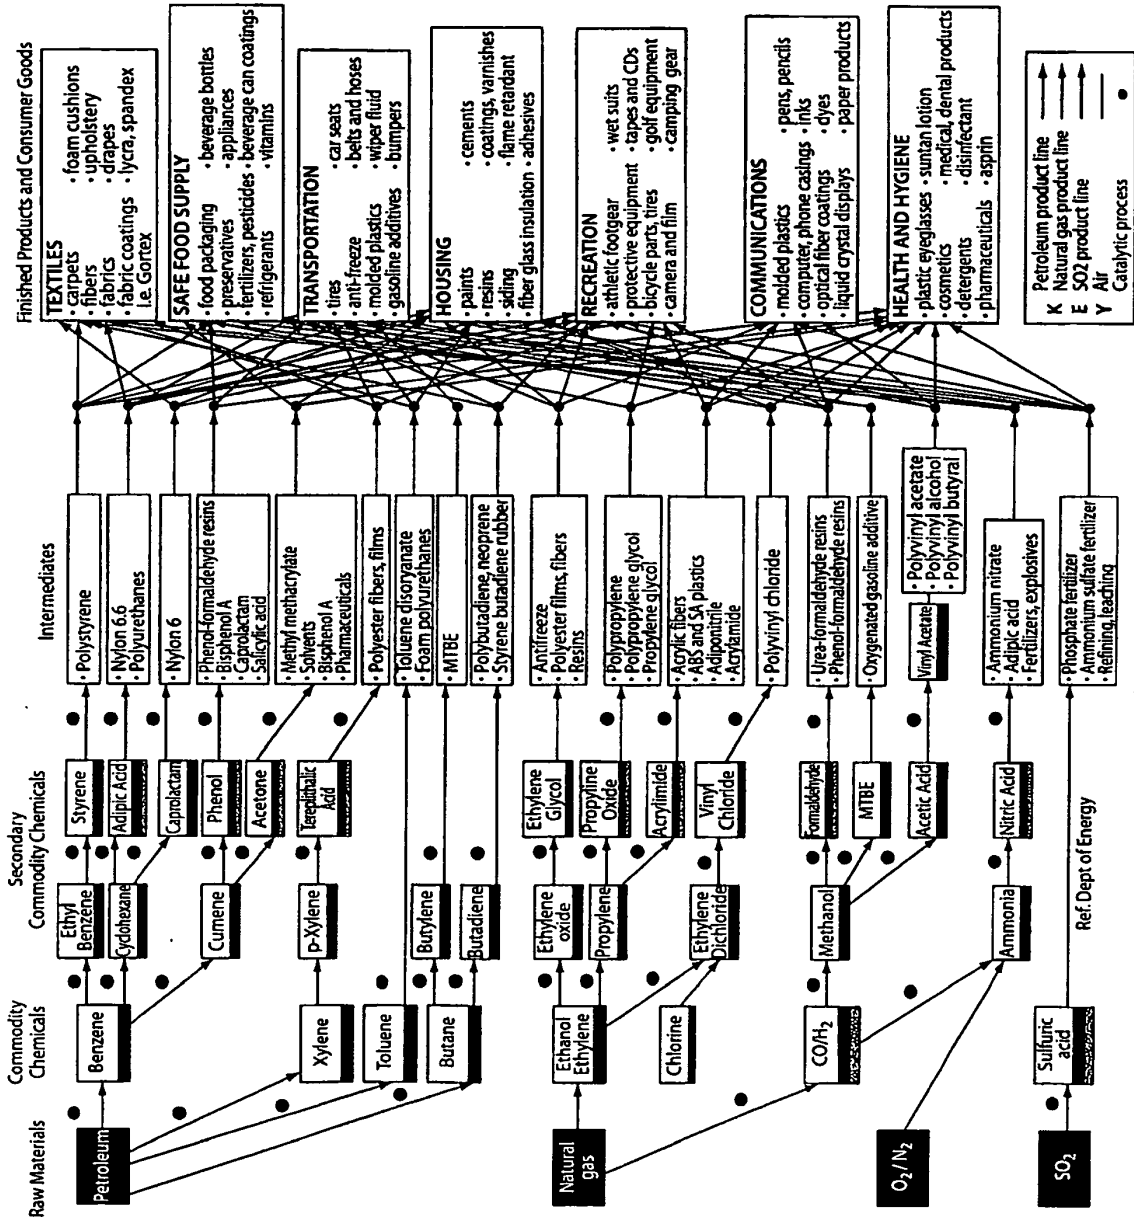 Raw Materials
Commodity
Chemicals
Secondary
Commodity Chemicals
Intermediates
Finished Products and Consumer Goods
Petroleum
Natural
gas
O2 / N2
SO2
Benzene
Xylene
Toluene
Butane
Ethanol
Ethylene
Chlorine
CO/H2
Sulfuric
acid
Ethyl
Benzene
Cydohexane
Cumene
p-Xylene
Butylene
Butadiene
Ethylene
oxide
Propylene
Ethylene
Dichloride
Methanol
Ammonia
Styrene
Adipic Acid
Caprolactam
Phenol
Acetone
Terephthalic
Acid
Ethylene
Glycol
Propyline
Oxide
Acrylimide
Vinyl
Chloride
Formaldehyde
MTBE
Acetic Acid
Nitric Acid
Ref. Dept of Energy
• Polystyrene
• Nylon 6.6
• Polyurethanes
• Nylon 6
• Phenol-formaldehyde resins
• Bisphenol A
• Caprolactam
• Salicylic acid
• Methyl methacrylate
• Solvents
• Bisphenol A
• Pharmaceuticals
• Polyester fibers, films
• Toluene disoryanate
• Foam polyurethanes
• MTBE
• Polybutadiene, neoprene
• Styrene butadiene rubber
• Antifreeze
• Polyester films, fibers
• Resins
• Polypropylene
• Polypropylene glycol
• Propylene glycol
• Acrylic fibers
• ABS and SA plastics
• Adiponitrile
• Acrylamide
• Polyvinyl chloride
• Urea-formaldehyde resins
• Phenol-formaldehyde resins
• Oxygenated gasoline additive
Vinyl Acetate
• Polyvinyl acetate
• Polyvinyl alcohol
• Polyvinyl butyral
• Ammonium nitrate
• Adipic acid
• Fertilizers, explosives
• Phosphate fertilizer
• Ammonium sulfate fertilizer
• Refining, leaching
TEXTILES
• carpets • foam cushions
• fibers • upholstery
• fabrics • drapes
• fabric coatings • lycra, spandex
i.e. Gortex
SAFE FOOD SUPPLY
• food packaging • beverage bottles
• preservatives • appliances
• fertilizers, pesticides • beverage can coatings
• refrigerants • vitamins
TRANSPORTATION
• tires • car seats
• anti-freeze • belts and hoses
• molded plastics • wiper fluid
• gasoline additives • bumpers
HOUSING
• paints • cements
• resins • coatings, varnishes
• siding • flame retardant
• fiber glass insulation • adhesives
RECREATION
• athletic footgear • wet suits
• protective equipment • tapes and CDs
• bicycle parts, tires • golf equipment
• camera and film • camping gear
COMMUNICATIONS
• molded plastics • pens, pencils
• computer, phone casings • inks
• optical fiber coatings • dyes
• liquid crystal displays • paper products
HEALTH AND HYGIENE
• plastic eyeglasses • suntan lotion
• cosmetics • medical, dental products
• detergents • disinfectant
• pharmaceuticals • asprin
K Petroleum product line
E Natural gas product line
Y SO2 product line
Air
Catalytic process